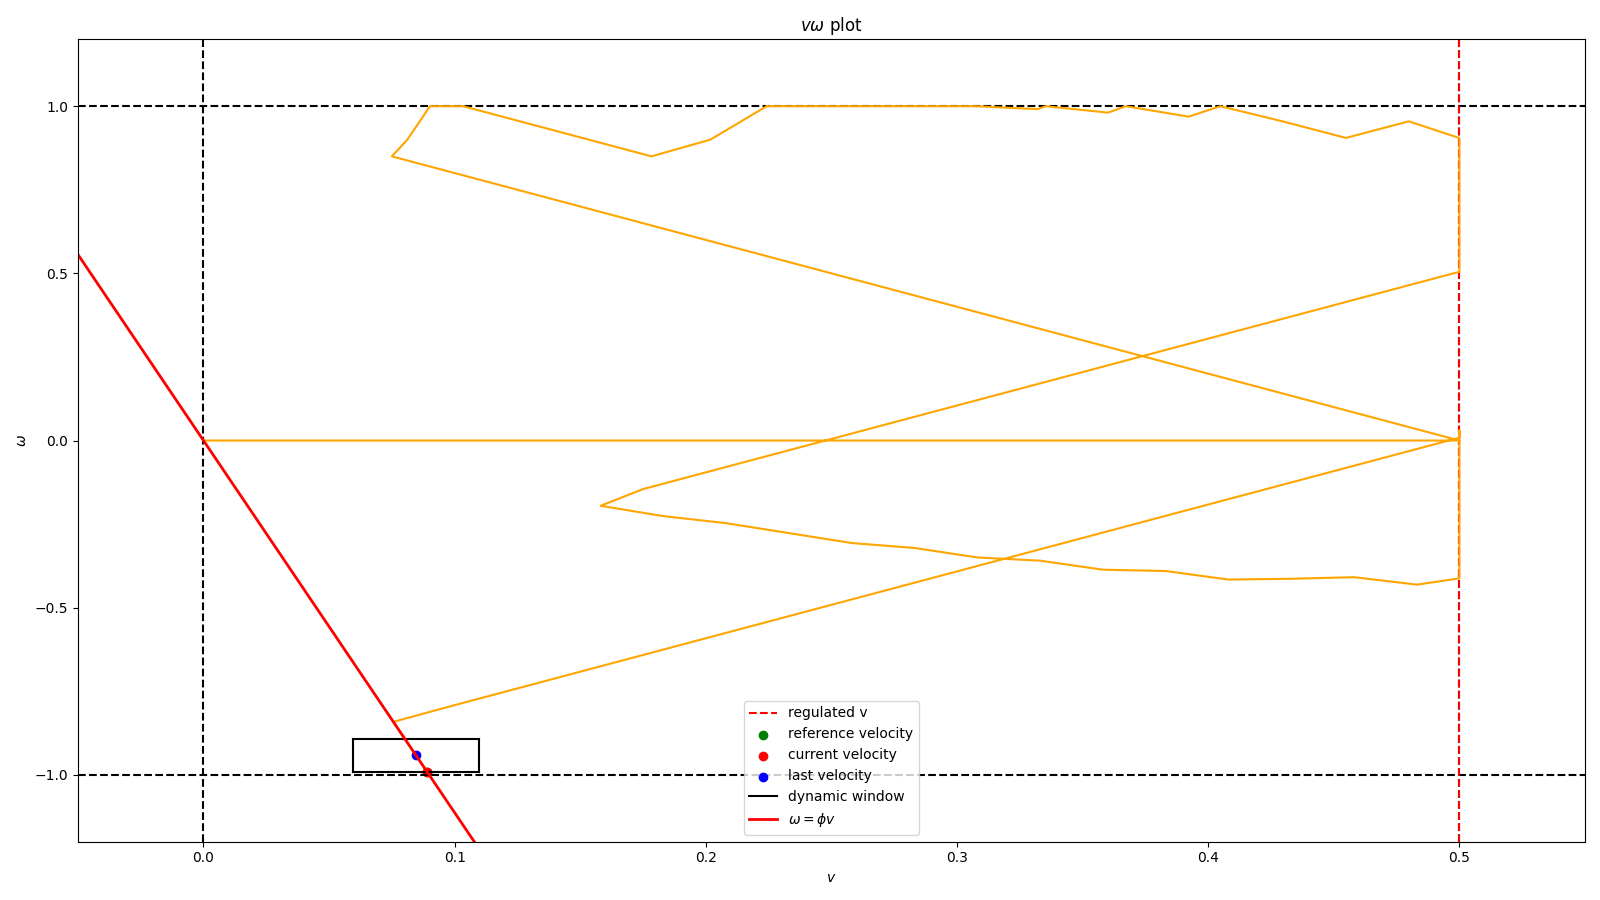 vω plot
1.0
0.5
0.0
−0.5
−1.0
ω
regulated v
reference velocity
current velocity
last velocity
dynamic window
ω = ϕv
0.0 0.1 0.2 0.3 0.4 0.5
v